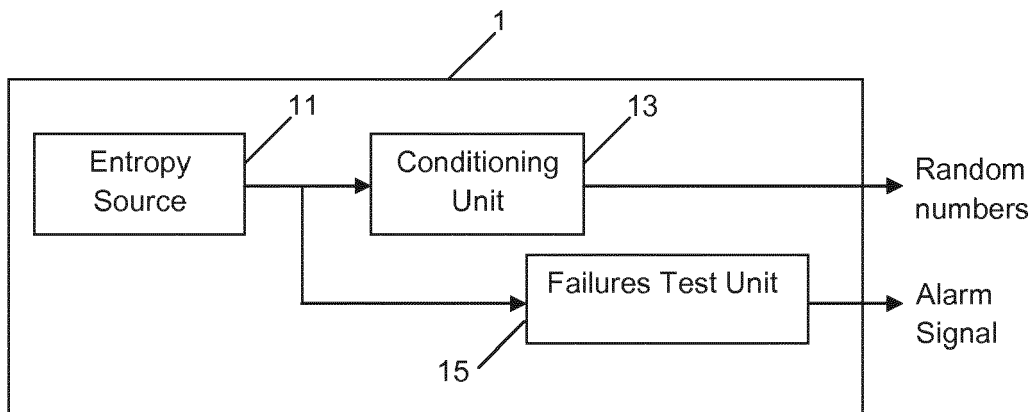 1
11
13
Entropy
Source
Conditioning
Unit
Random
numbers
Failures Test Unit
Alarm
Signal
15